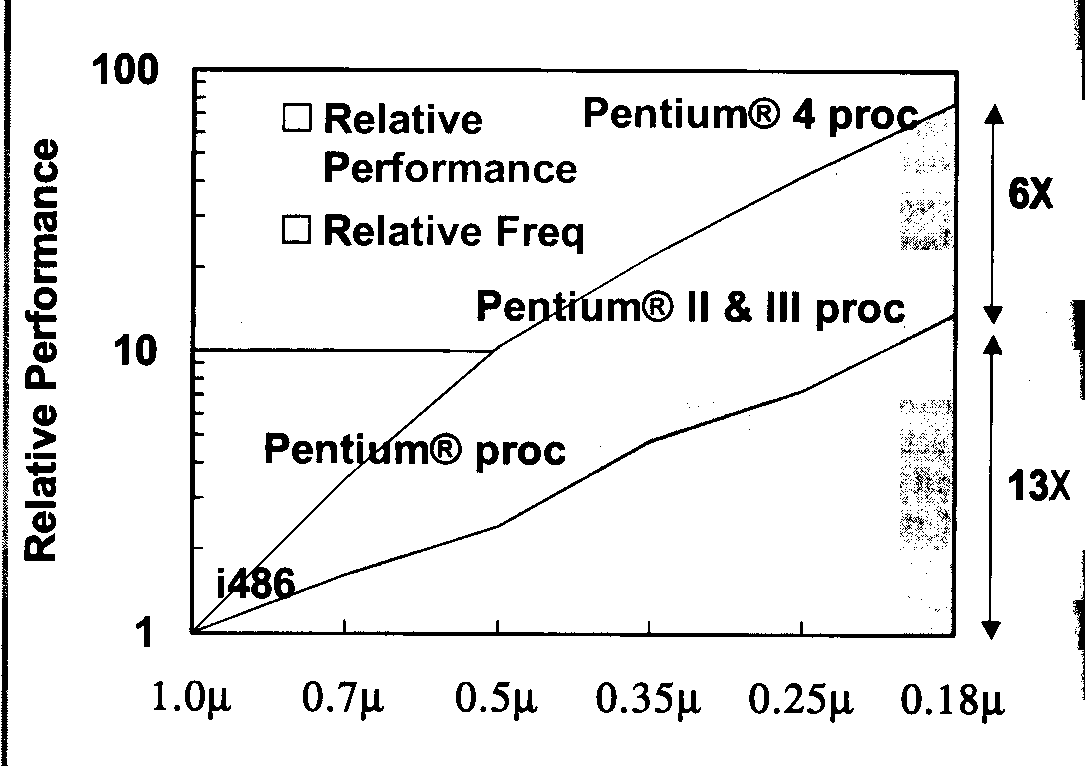 100
□ Relative
Performance
□ Relative Freq
Pentium® 4 proc
6X
Pentium® II & III proc
10
Relative Performance
Pentium® proc
13X
i486
1
1.0µ 0.7µ 0.5µ 0.35µ 0.25µ 0.18µ